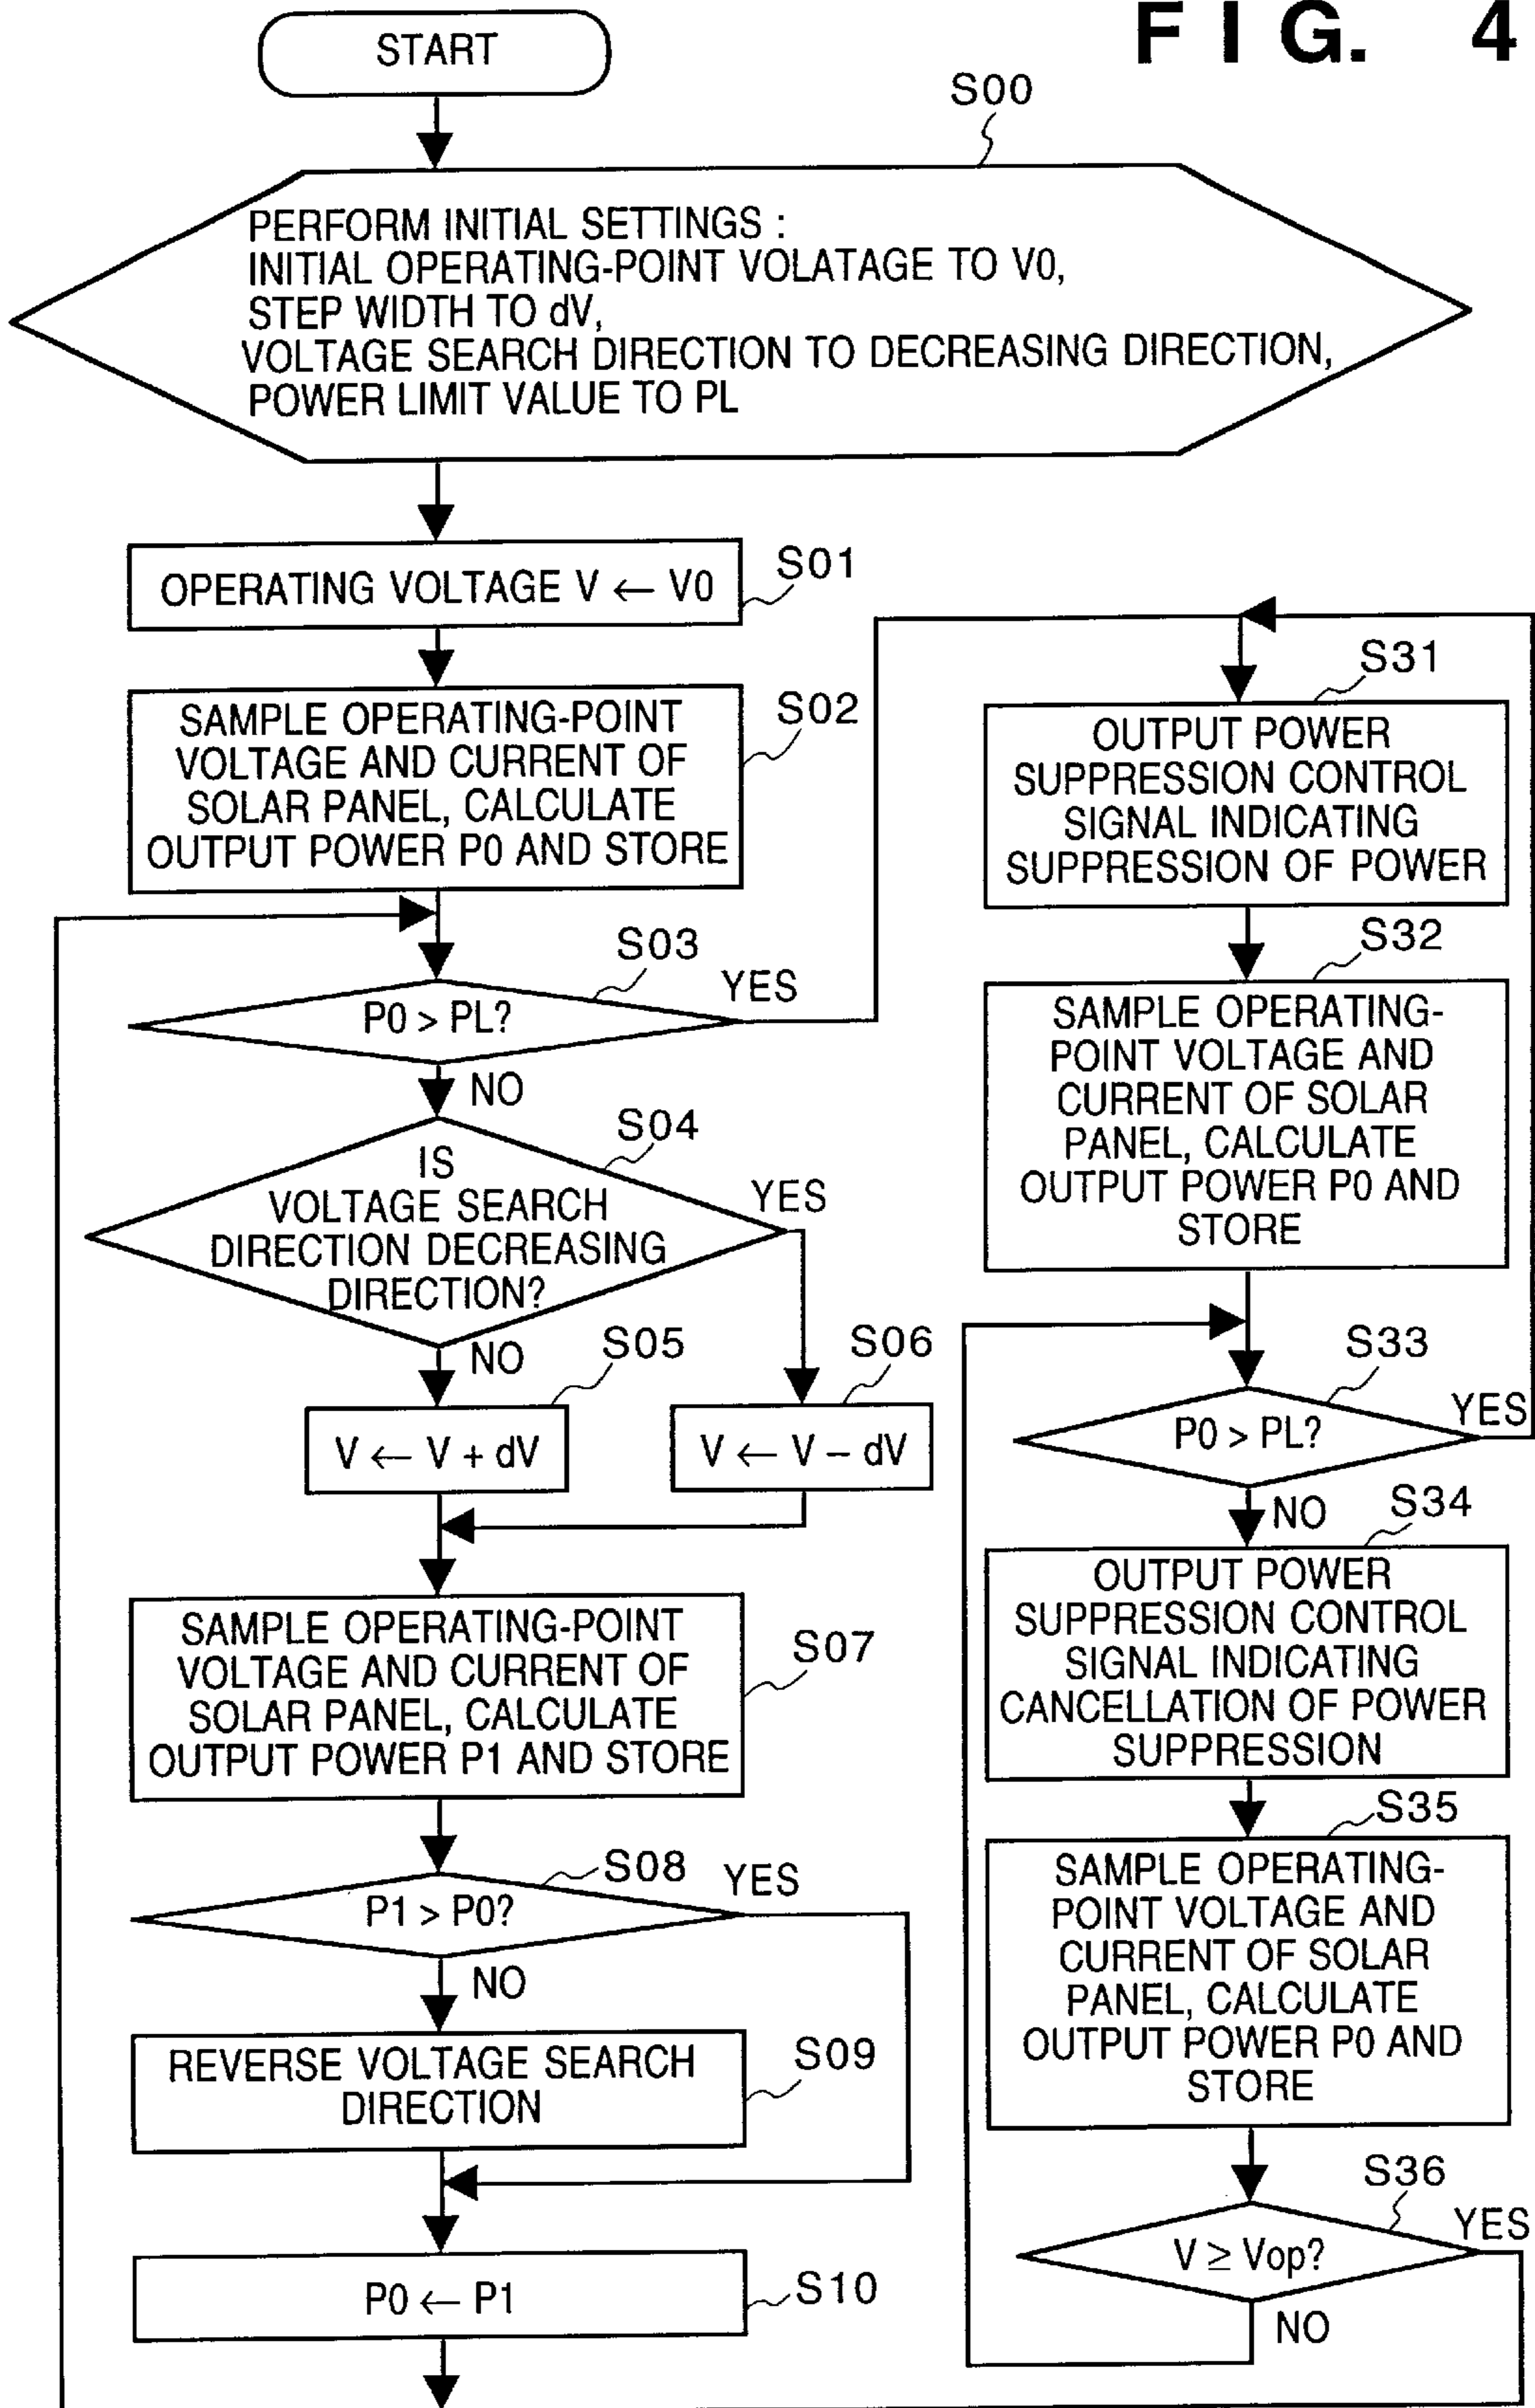 FIG. 4
START
S00
PERFORM INITIAL SETTINGS :
INITIAL OPERATING-POINT VOLATAGE TO V0,
STEP WIDTH TO dV,
VOLTAGE SEARCH DIRECTION TO DECREASING DIRECTION,
POWER LIMIT VALUE TO PL
OPERATING VOLTAGE V ← V0
S01
SAMPLE OPERATING-POINT
VOLTAGE AND CURRENT OF
SOLAR PANEL, CALCULATE
OUTPUT POWER P0 AND STORE
S02
S03
P0 > PL?
YES
NO
S04
IS
VOLTAGE SEARCH
DIRECTION DECREASING
DIRECTION?
YES
NO
S05
V ← V + dV
S06
V ← V − dV
SAMPLE OPERATING-POINT
VOLTAGE AND CURRENT OF
SOLAR PANEL, CALCULATE
OUTPUT POWER P1 AND STORE
S07
S08
P1 > P0?
YES
NO
REVERSE VOLTAGE SEARCH
DIRECTION
S09
P0 ← P1
S10
S31
OUTPUT POWER
SUPPRESSION CONTROL
SIGNAL INDICATING
SUPPRESSION OF POWER
S32
SAMPLE OPERATING-
POINT VOLTAGE AND
CURRENT OF SOLAR
PANEL, CALCULATE
OUTPUT POWER P0 AND
STORE
S33
P0 > PL?
YES
NO
S34
OUTPUT POWER
SUPPRESSION CONTROL
SIGNAL INDICATING
CANCELLATION OF POWER
SUPPRESSION
S35
SAMPLE OPERATING-
POINT VOLTAGE AND
CURRENT OF SOLAR
PANEL, CALCULATE
OUTPUT POWER P0 AND
STORE
S36
V ≥ Vop?
YES
NO